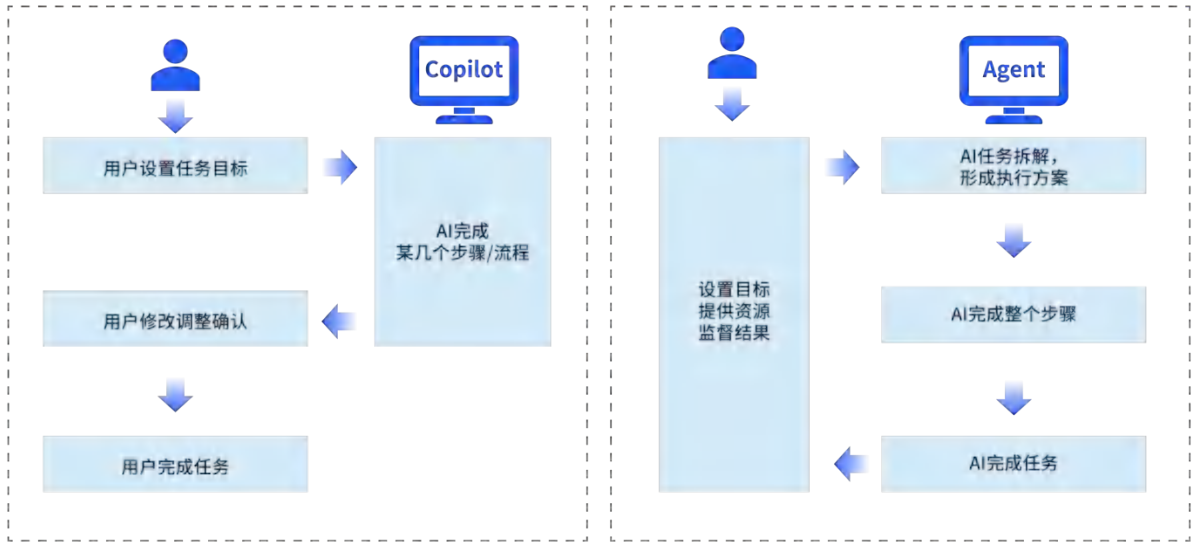 Copilot
用户设置任务目标
AI完成
某几个步骤/流程
用户修改调整确认
用户完成任务
Agent
设置目标
提供资源
监督结果
AI任务拆解，
形成执行方案
AI完成整个步骤
AI完成任务